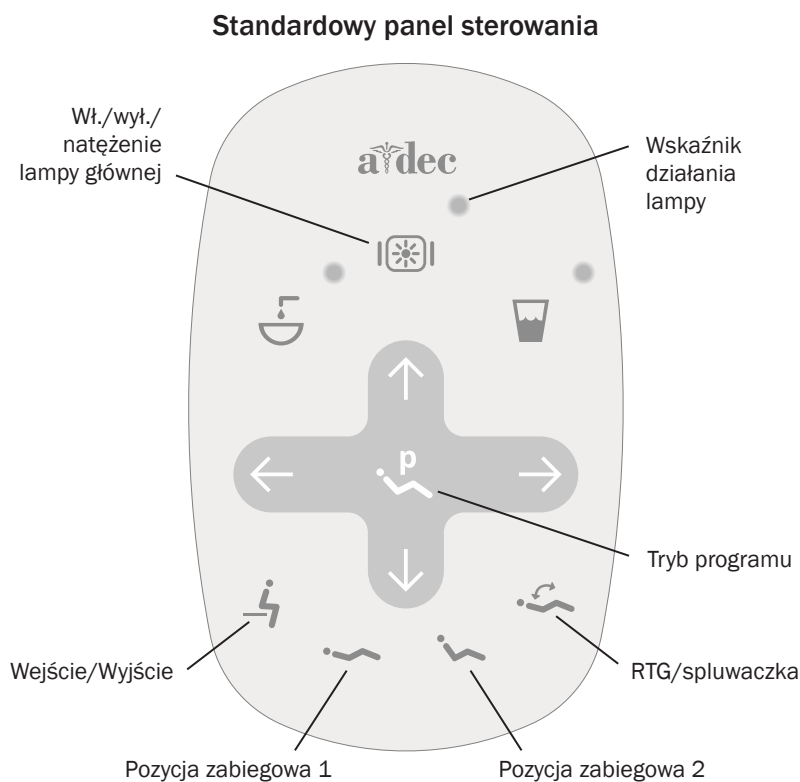 Standardowy panel sterowania
Wł./wył./
natężenie
lampy głównej
a dec
Wskaźnik
działania
lampy
p
Tryb programu
Wejście/Wyjście
RTG/spluwaczka
Pozycja zabiegowa 1
Pozycja zabiegowa 2